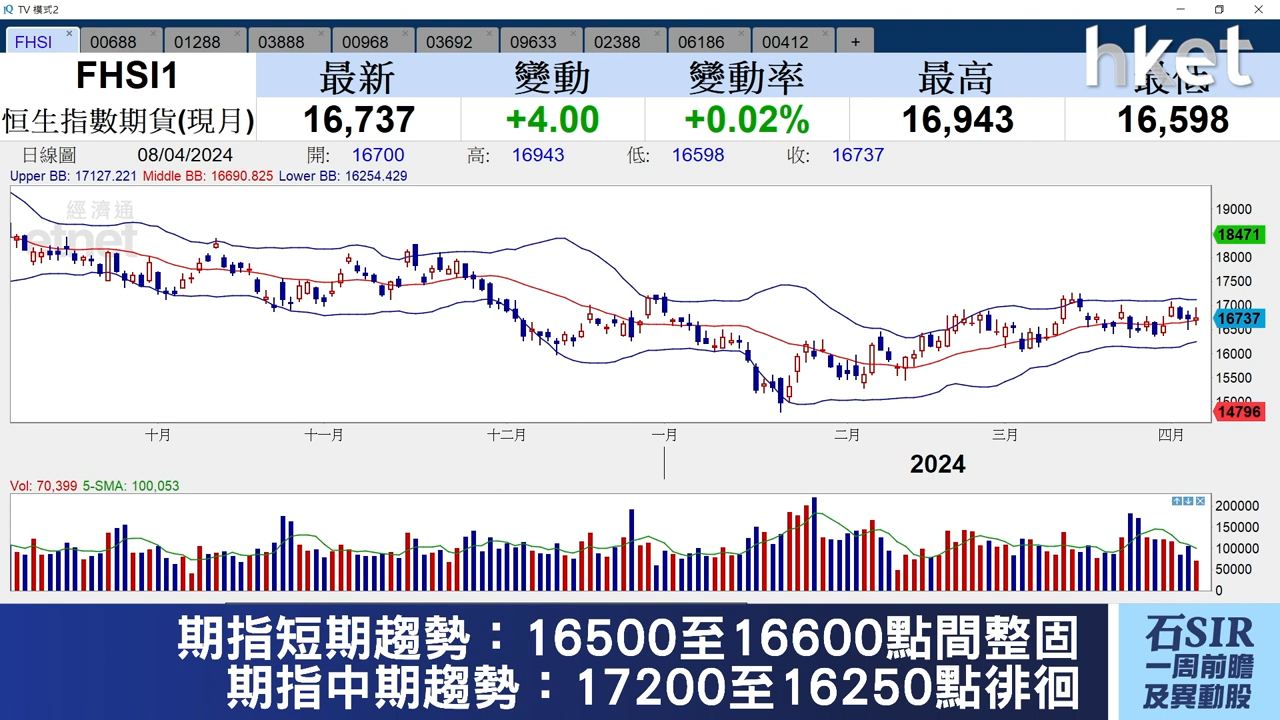 TV 模式2
FHSI 00688 01288 03888 00968 03692 09633 02388 06186 00412 +
hket
FHSI1 最新 變動 變動率 最高 最低
恒生指數期貨(現月) 16,737 +4.00 +0.02% 16,943 16,598
日線圖 08/04/2024 開: 16700 高: 16943 低: 16598 收: 16737
Upper BB: 17127.221 Middle BB: 16690.825 Lower BB: 16254.429
經濟通
etnet
19000
18471
18000
17500
17000
16737
16500
16000
15500
15000
14796
十月 十一月 十二月 一月 二月 三月 四月
2024
Vol: 70,399 5-SMA: 100,053
200000
150000
100000
50000
0
期指短期趨勢：16500至16600點間整固
期指中期趨勢：17200至16250點徘徊
石SIR
一周前瞻
及異動股